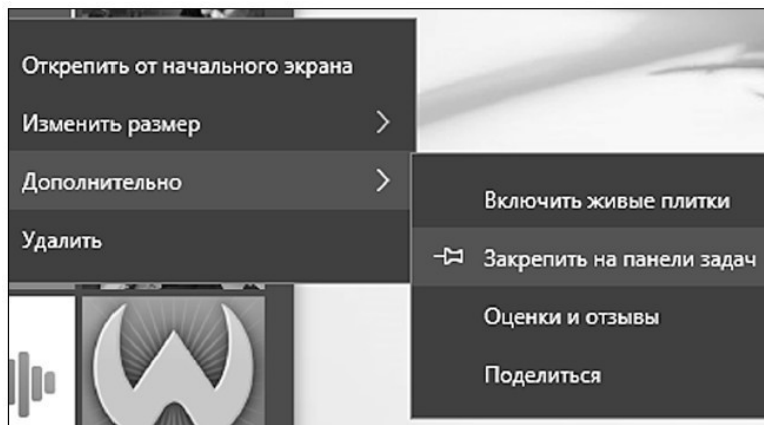 Открепить от начального экрана
Изменить размер
Дополнительно
Удалить
Включить живые плитки
Закрепить на панели задач
Оценки и отзывы
Поделиться